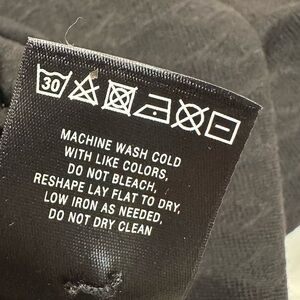 30
MACHINE WASH COLD
WITH LIKE COLORS,
DO NOT BLEACH,
RESHAPE LAY FLAT TO DRY,
LOW IRON AS NEEDED,
DO NOT DRY CLEAN